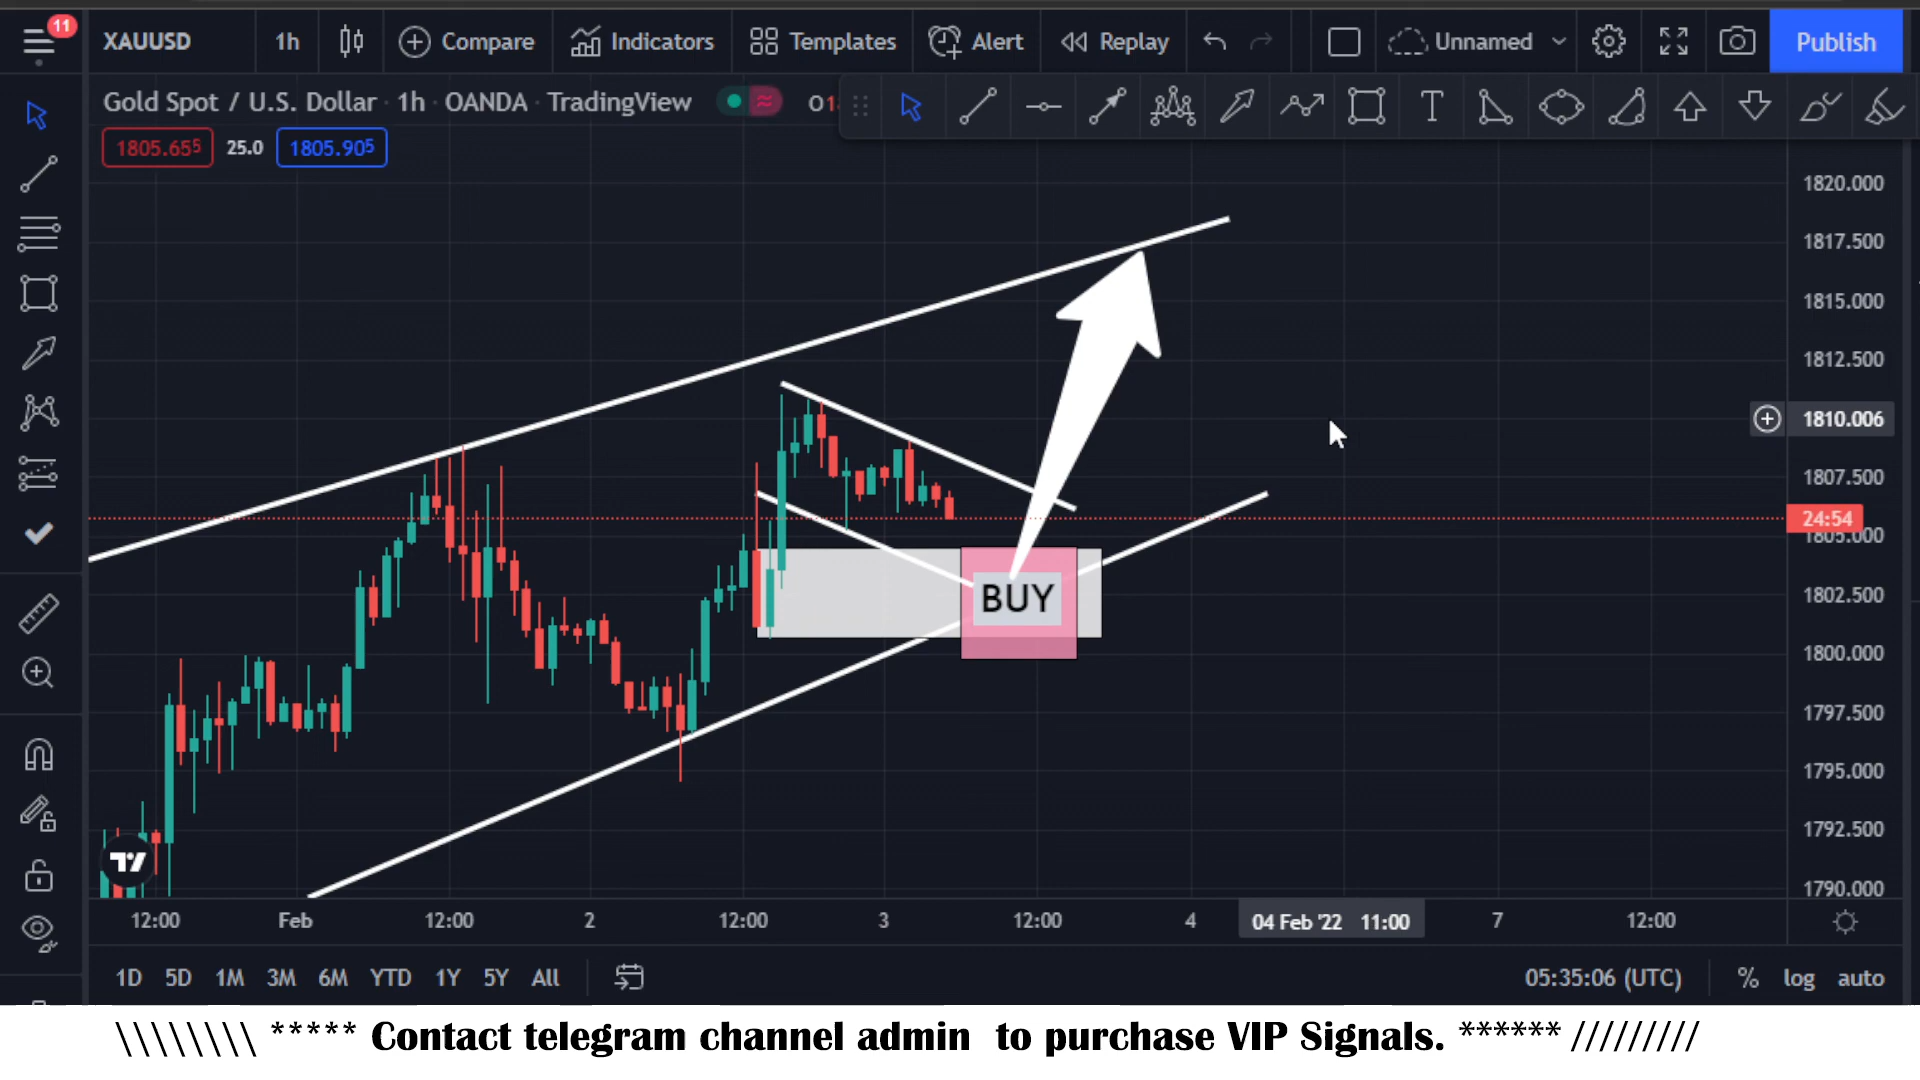 11
XAUUSD 1h Compare Indicators Templates Alert Replay Unnamed Publish
Gold Spot / U.S. Dollar · 1h · OANDA · TradingView
1805.655 25.0 1805.905
T
1820.000
1817.500
1815.000
1812.500
1810.006
1807.500
24:54
1805.000
BUY
1802.500
1800.000
1797.500
1795.000
1792.500
1790.000
12:00 Feb 12:00 2 12:00 3 12:00 4 04 Feb '22 11:00 7 12:00
1D 5D 1M 3M 6M YTD 1Y 5Y All 05:35:06 (UTC) % log auto
\\\\\\\\ ***** Contact telegram channel admin to purchase VIP Signals. ****** /////////